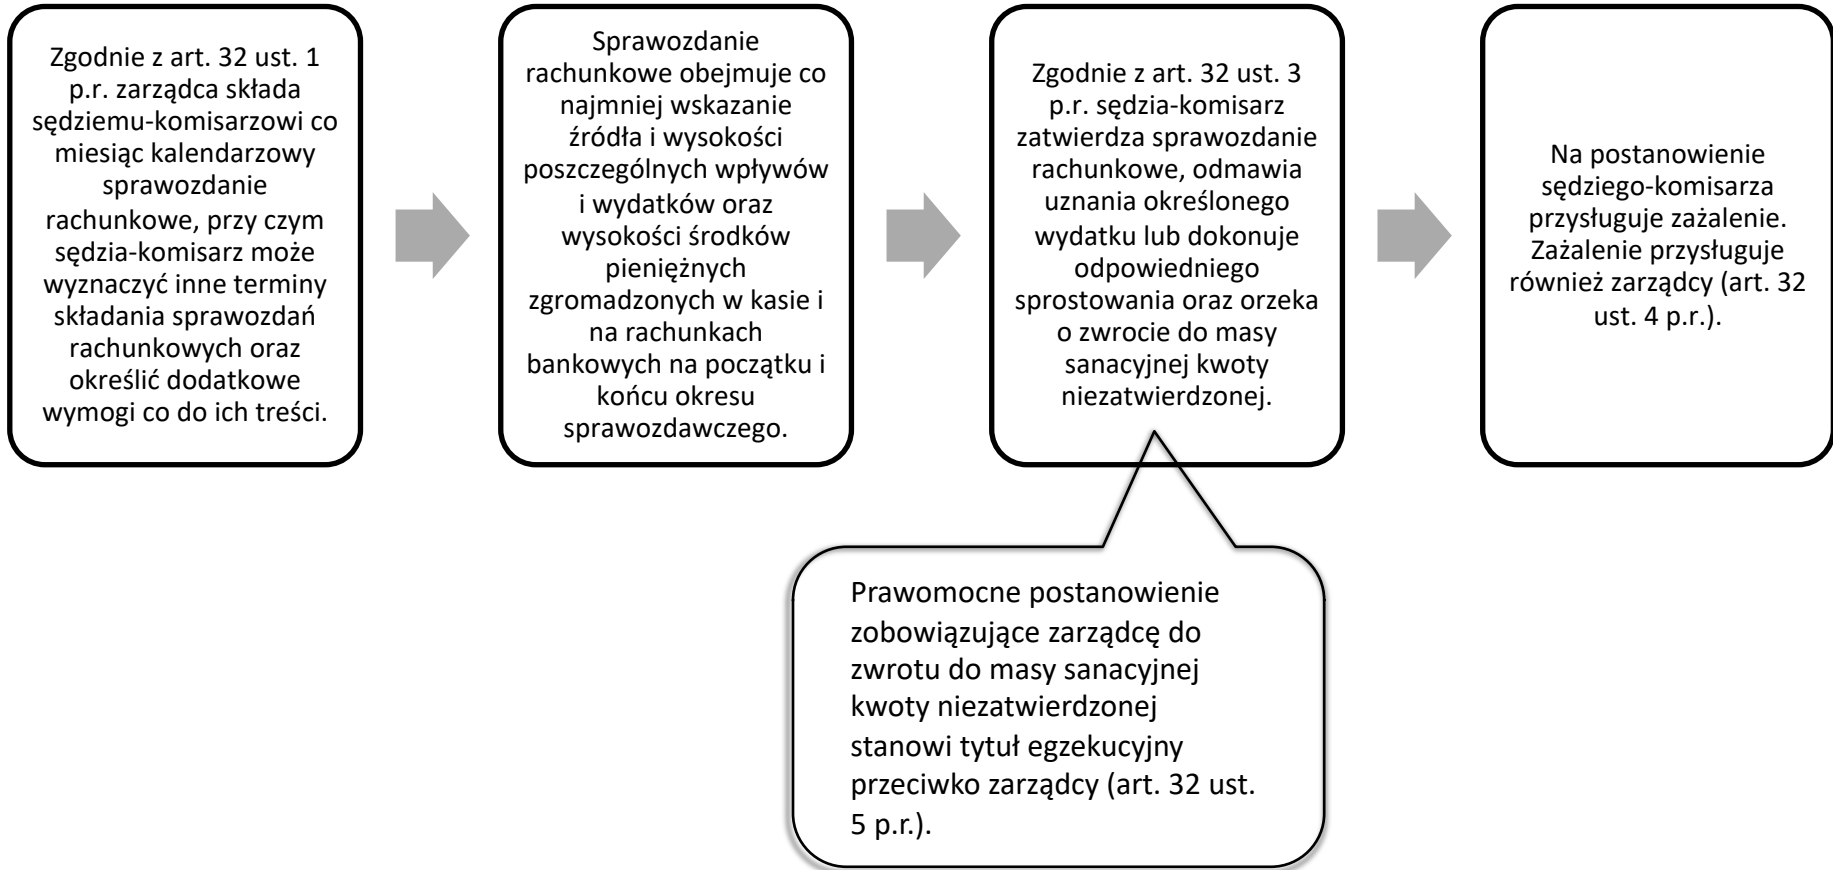 Zgodnie z art. 32 ust. 1
p.r. zarządca składa
sędziemu-komisarzowi co
miesiąc kalendarzowy
sprawozdanie
rachunkowe, przy czym
sędzia-komisarz może
wyznaczyć inne terminy
składania sprawozdań
rachunkowych oraz
określić dodatkowe
wymogi co do ich treści.
Sprawozdanie
rachunkowe obejmuje co
najmniej wskazanie
źródła i wysokości
poszczególnych wpływów
i wydatków oraz
wysokości środków
pieniężnych
zgromadzonych w kasie i
na rachunkach
bankowych na początku i
końcu okresu
sprawozdawczego.
Zgodnie z art. 32 ust. 3
p.r. sędzia-komisarz
zatwierdza sprawozdanie
rachunkowe, odmawia
uznania określonego
wydatku lub dokonuje
odpowiedniego
sprostowania oraz orzeka
o zwrocie do masy
sanacyjnej kwoty
niezatwierdzonej.
Na postanowienie
sędziego-komisarza
przysługuje zażalenie.
Zażalenie przysługuje
również zarządcy (art. 32
ust. 4 p.r.).
Prawomocne postanowienie
zobowiązujące zarządcę do
zwrotu do masy sanacyjnej
kwoty niezatwierdzonej
stanowi tytuł egzekucyjny
przeciwko zarządcy (art. 32 ust.
5 p.r.).